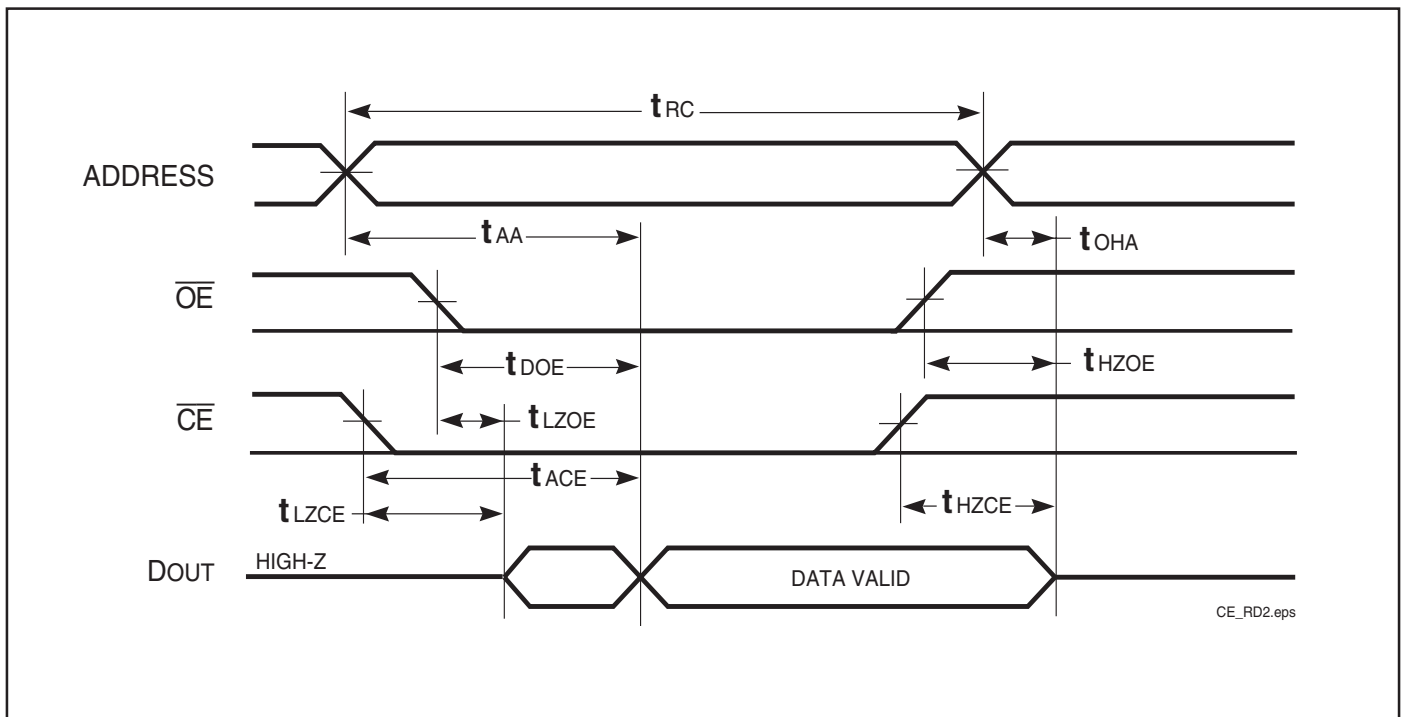 tRC
ADDRESS
tAA
tOHA
OE
tDOE
tHZOE
CE
tLZOE
tACE
tLZCE
tHZCE
DOUT
HIGH-Z
DATA VALID
CE_RD2.eps